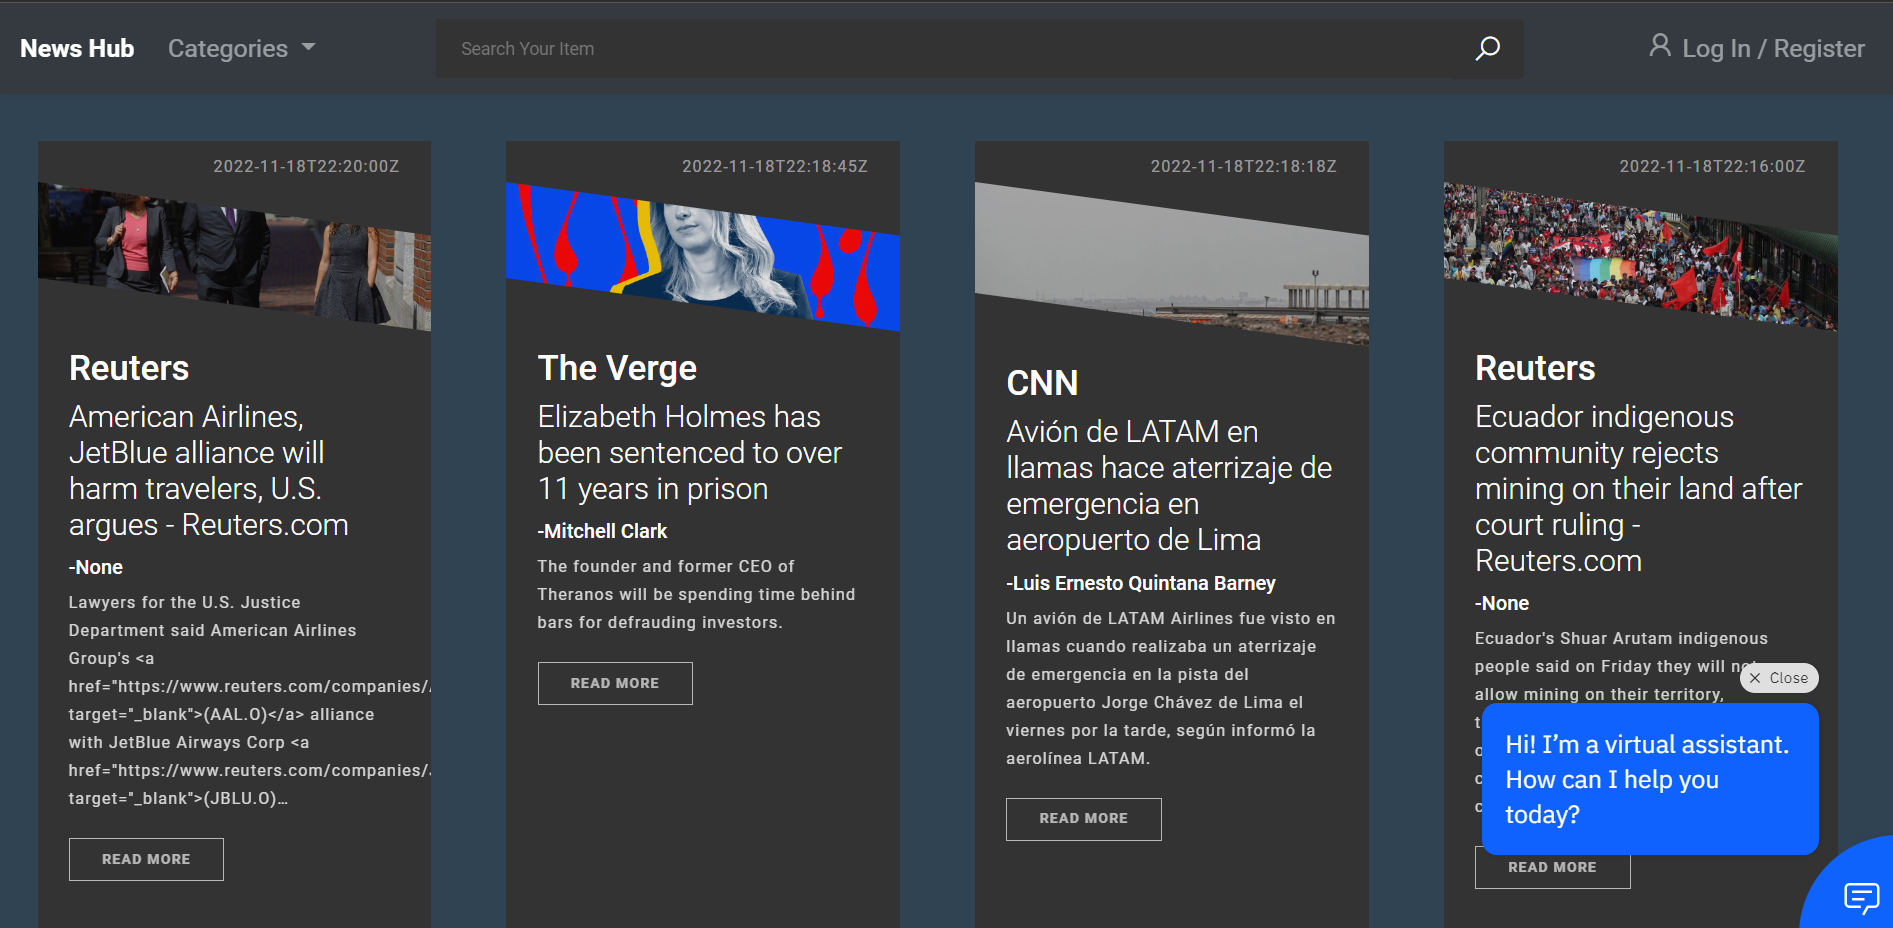 News Hub
Categories
Search Your Item
Log In / Register
2022-11-18T22:20:00Z
Reuters
American Airlines,
JetBlue alliance will
harm travelers, U.S.
argues - Reuters.com
-None
Lawyers for the U.S. Justice
Department said American Airlines
Group's <a
href="https://www.reuters.com/companies/
target="_blank">(AAL.O)</a> alliance
with JetBlue Airways Corp <a
href="https://www.reuters.com/companies/
target="_blank">(JBLU.O)…
READ MORE
2022-11-18T22:18:45Z
The Verge
Elizabeth Holmes has
been sentenced to over
11 years in prison
-Mitchell Clark
The founder and former CEO of
Theranos will be spending time behind
bars for defrauding investors.
READ MORE
2022-11-18T22:18:18Z
CNN
Avión de LATAM en
llamas hace aterrizaje de
emergencia en
aeropuerto de Lima
-Luis Ernesto Quintana Barney
Un avión de LATAM Airlines fue visto en
llamas cuando realizaba un aterrizaje
de emergencia en la pista del
aeropuerto Jorge Chávez de Lima el
viernes por la tarde, según informó la
aerolínea LATAM.
READ MORE
2022-11-18T22:16:00Z
Reuters
Ecuador indigenous
community rejects
mining on their land after
court ruling -
Reuters.com
-None
Ecuador's Shuar Arutam indigenous
people said on Friday they will
allow mining on their territory,
READ MORE
Close
Hi! I'm a virtual assistant.
How can I help you
today?